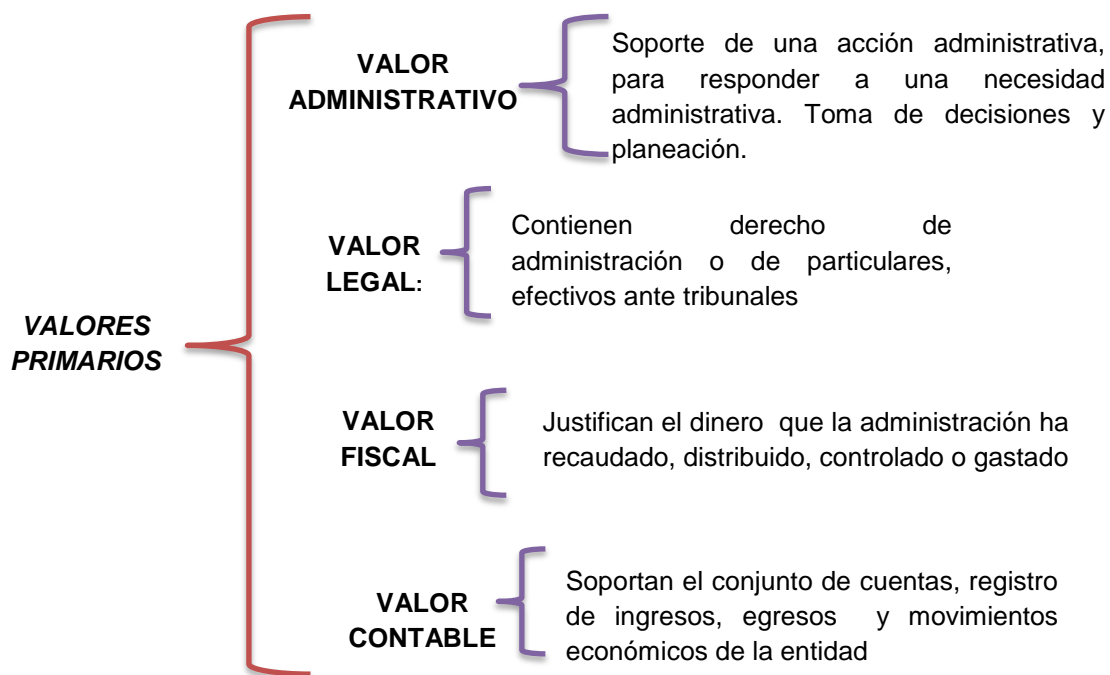 VALORES
PRIMARIOS
VALOR
ADMINISTRATIVO
Soporte de una acción administrativa,
para responder a una necesidad
administrativa. Toma de decisiones y
planeación.
VALOR
LEGAL:
Contienen derecho de
administración o de particulares,
efectivos ante tribunales
VALOR
FISCAL
Justifican el dinero que la administración ha
recaudado, distribuido, controlado o gastado
VALOR
CONTABLE
Soportan el conjunto de cuentas, registro
de ingresos, egresos y movimientos
económicos de la entidad